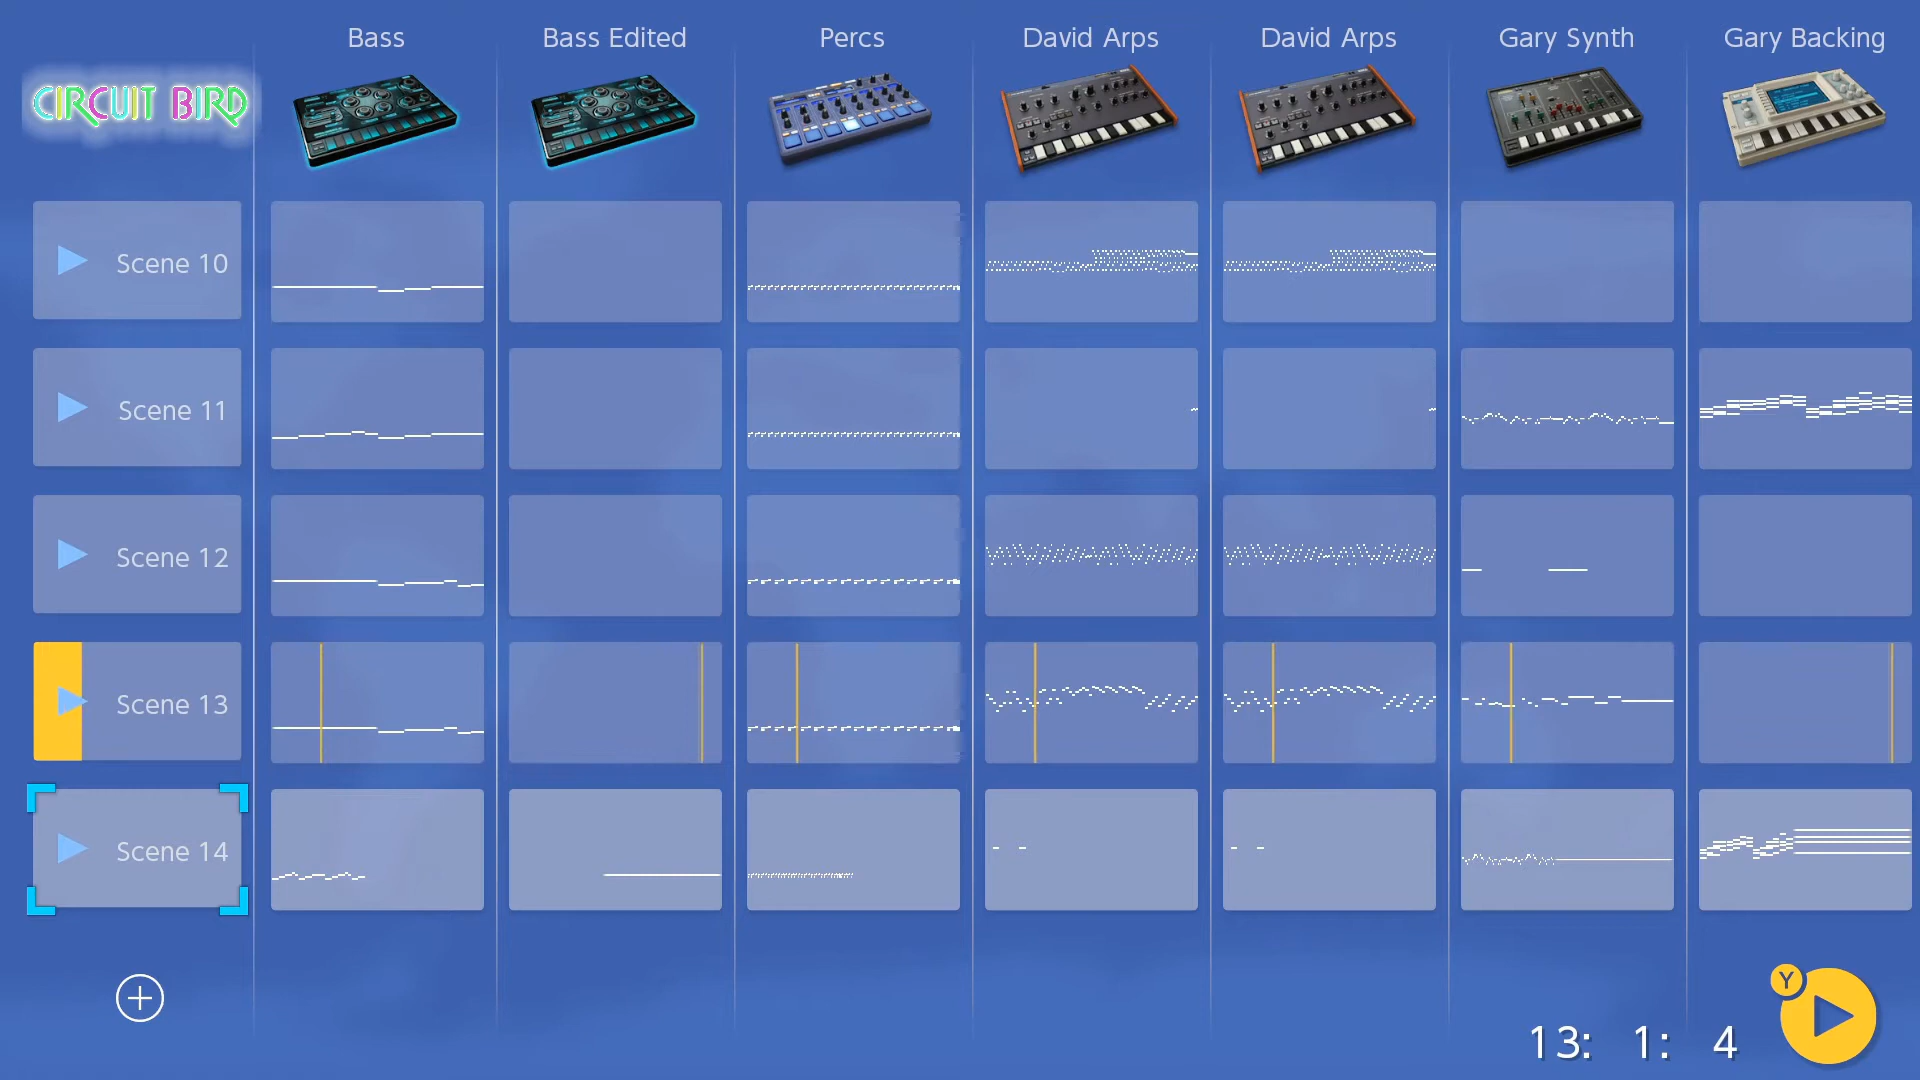 Bass
Bass Edited
Percs
David Arps
David Arps
Gary Synth
Gary Backing
CIRCUIT BIRD
Scene 10
Scene 11
Scene 12
Scene 13
Scene 14
Y
13: 1: 4